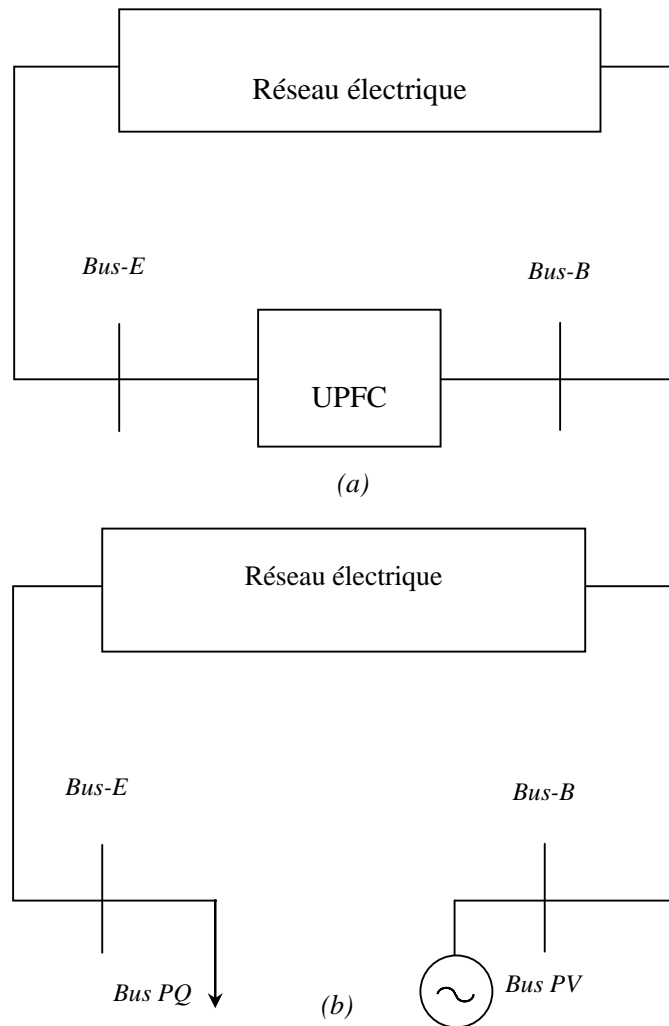 Réseau électrique
Bus-E
Bus-B
UPFC
(a)
Réseau électrique
Bus-E
Bus-B
Bus PQ
(b)
Bus PV